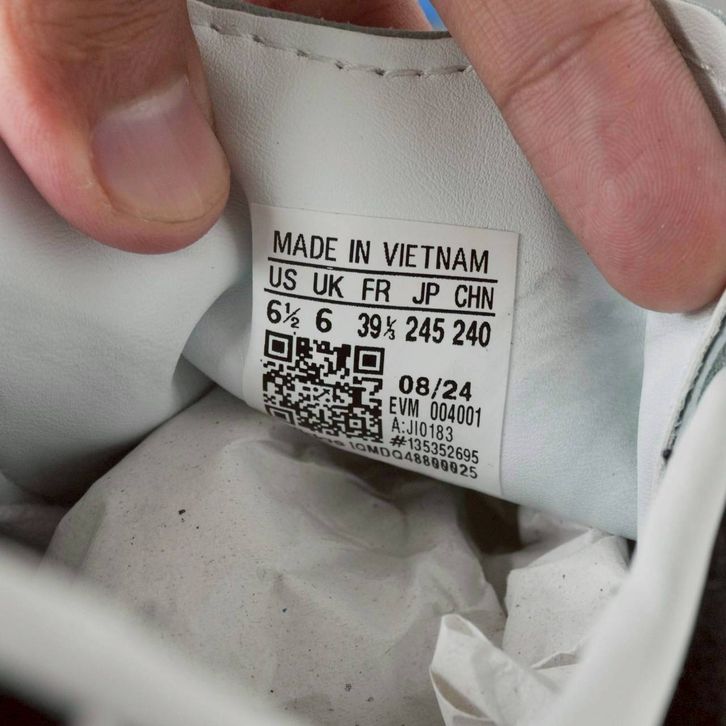 MADE IN VIETNAM
US UK FR JP CHN
6½ 6 39⅓ 245 240
08/24
EVM 004001
A:JI0183
#135352695
1QMDQ48800025